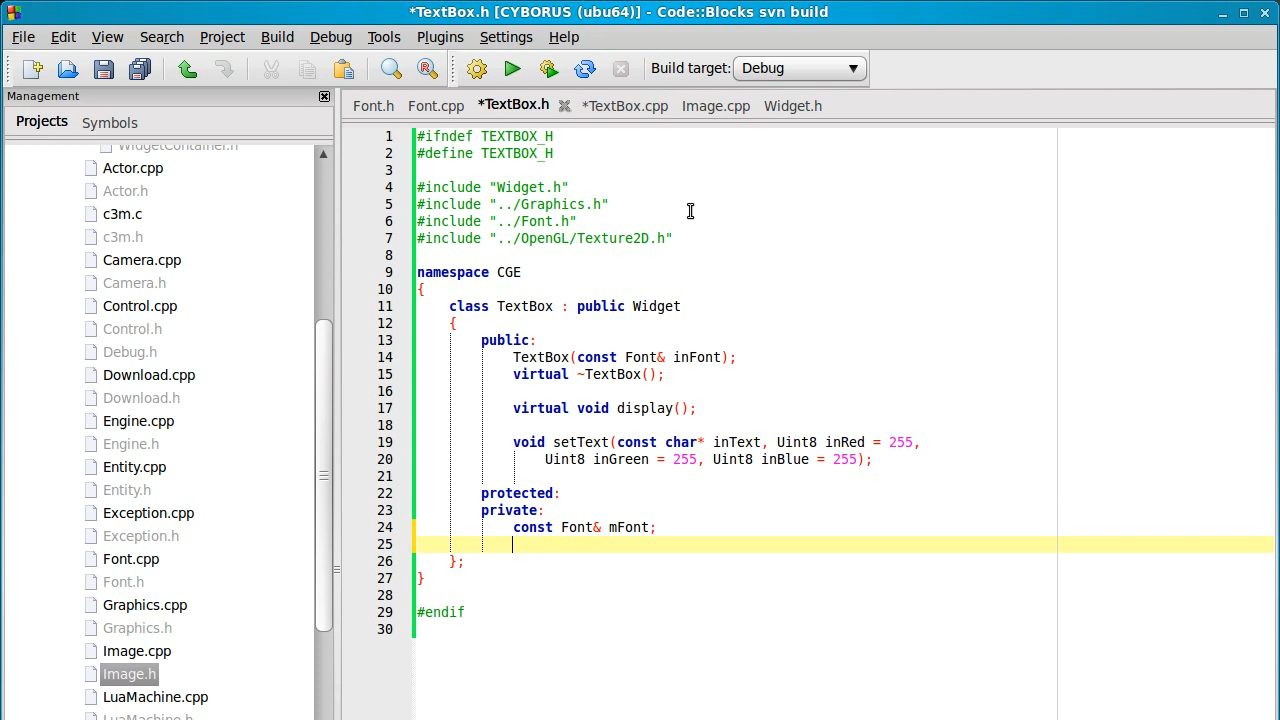 *TextBox.h [CYBORUS (ubu64)] - Code::Blocks svn build
File Edit View Search Project Build Debug Tools Plugins Settings Help
Build target: Debug
Management
Projects Symbols
WidgetContainer.h
Actor.cpp
Actor.h
c3m.c
c3m.h
Camera.cpp
Camera.h
Control.cpp
Control.h
Debug.h
Download.cpp
Download.h
Engine.cpp
Engine.h
Entity.cpp
Entity.h
Exception.cpp
Exception.h
Font.cpp
Font.h
Graphics.cpp
Graphics.h
Image.cpp
Image.h
LuaMachine.cpp
LuaMachine.h
Font.h Font.cpp *TextBox.h *TextBox.cpp Image.cpp Widget.h
1 #ifndef TEXTBOX_H
2 #define TEXTBOX_H
3
4 #include "Widget.h"
5 #include "../Graphics.h"
6 #include "../Font.h"
7 #include "../OpenGL/Texture2D.h"
8
9 namespace CGE
10 {
11 class TextBox : public Widget
12 {
13 public:
14 TextBox(const Font& inFont);
15 virtual ~TextBox();
16
17 virtual void display();
18
19 void setText(const char* inText, Uint8 inRed = 255,
20 Uint8 inGreen = 255, Uint8 inBlue = 255);
21
22 protected:
23 private:
24 const Font& mFont;
25
26 };
27 }
28
29 #endif
30